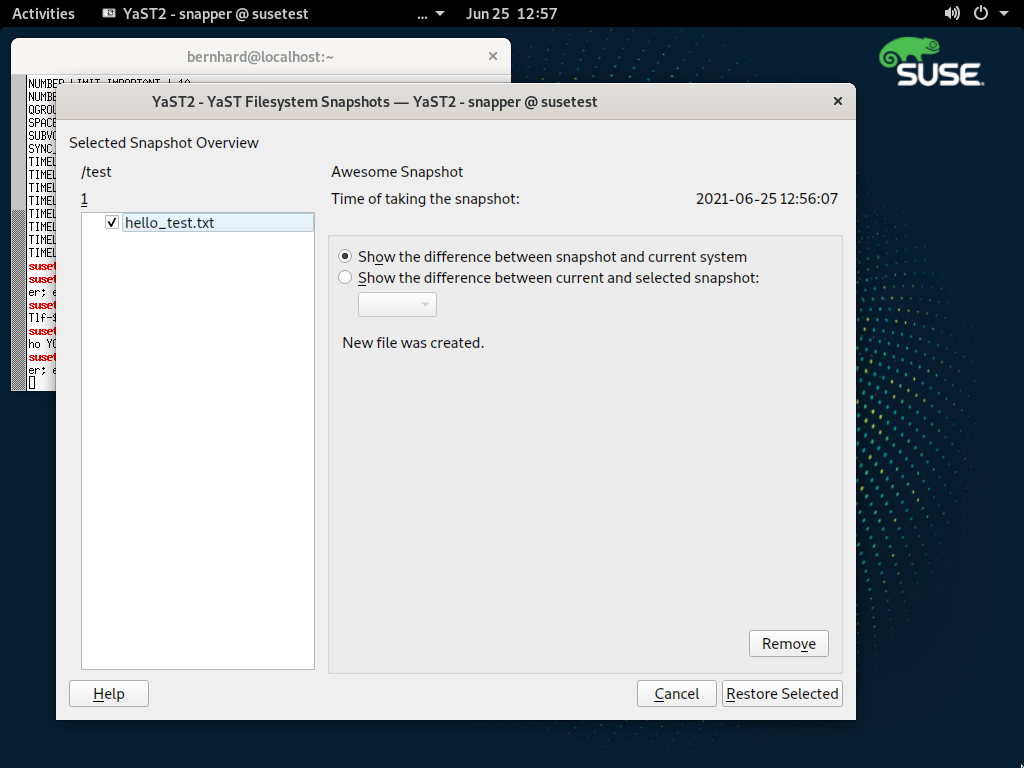 Activities YaST2 - snapper @ susetest ... Jun 25 12:57
bernhard@localhost:~
SUSE
NUMBER_LIMIT_IMPORTANT | 10
NUMBE
QGROU
SPACE
SUBVO
SYNC_
TIMEL
TIMEL
TIMEL
TIMEL
TIMEL
TIMEL
TIMEL
TIMEL
suset
suset
er; e
suset
Tlf-$
suset
ho YO
suset
er; e
YaST2 - YaST Filesystem Snapshots — YaST2 - snapper @ susetest
Selected Snapshot Overview
/test
1
hello_test.txt
Awesome Snapshot
Time of taking the snapshot: 2021-06-25 12:56:07
Show the difference between snapshot and current system
Show the difference between current and selected snapshot:
New file was created.
Remove
Help Cancel Restore Selected